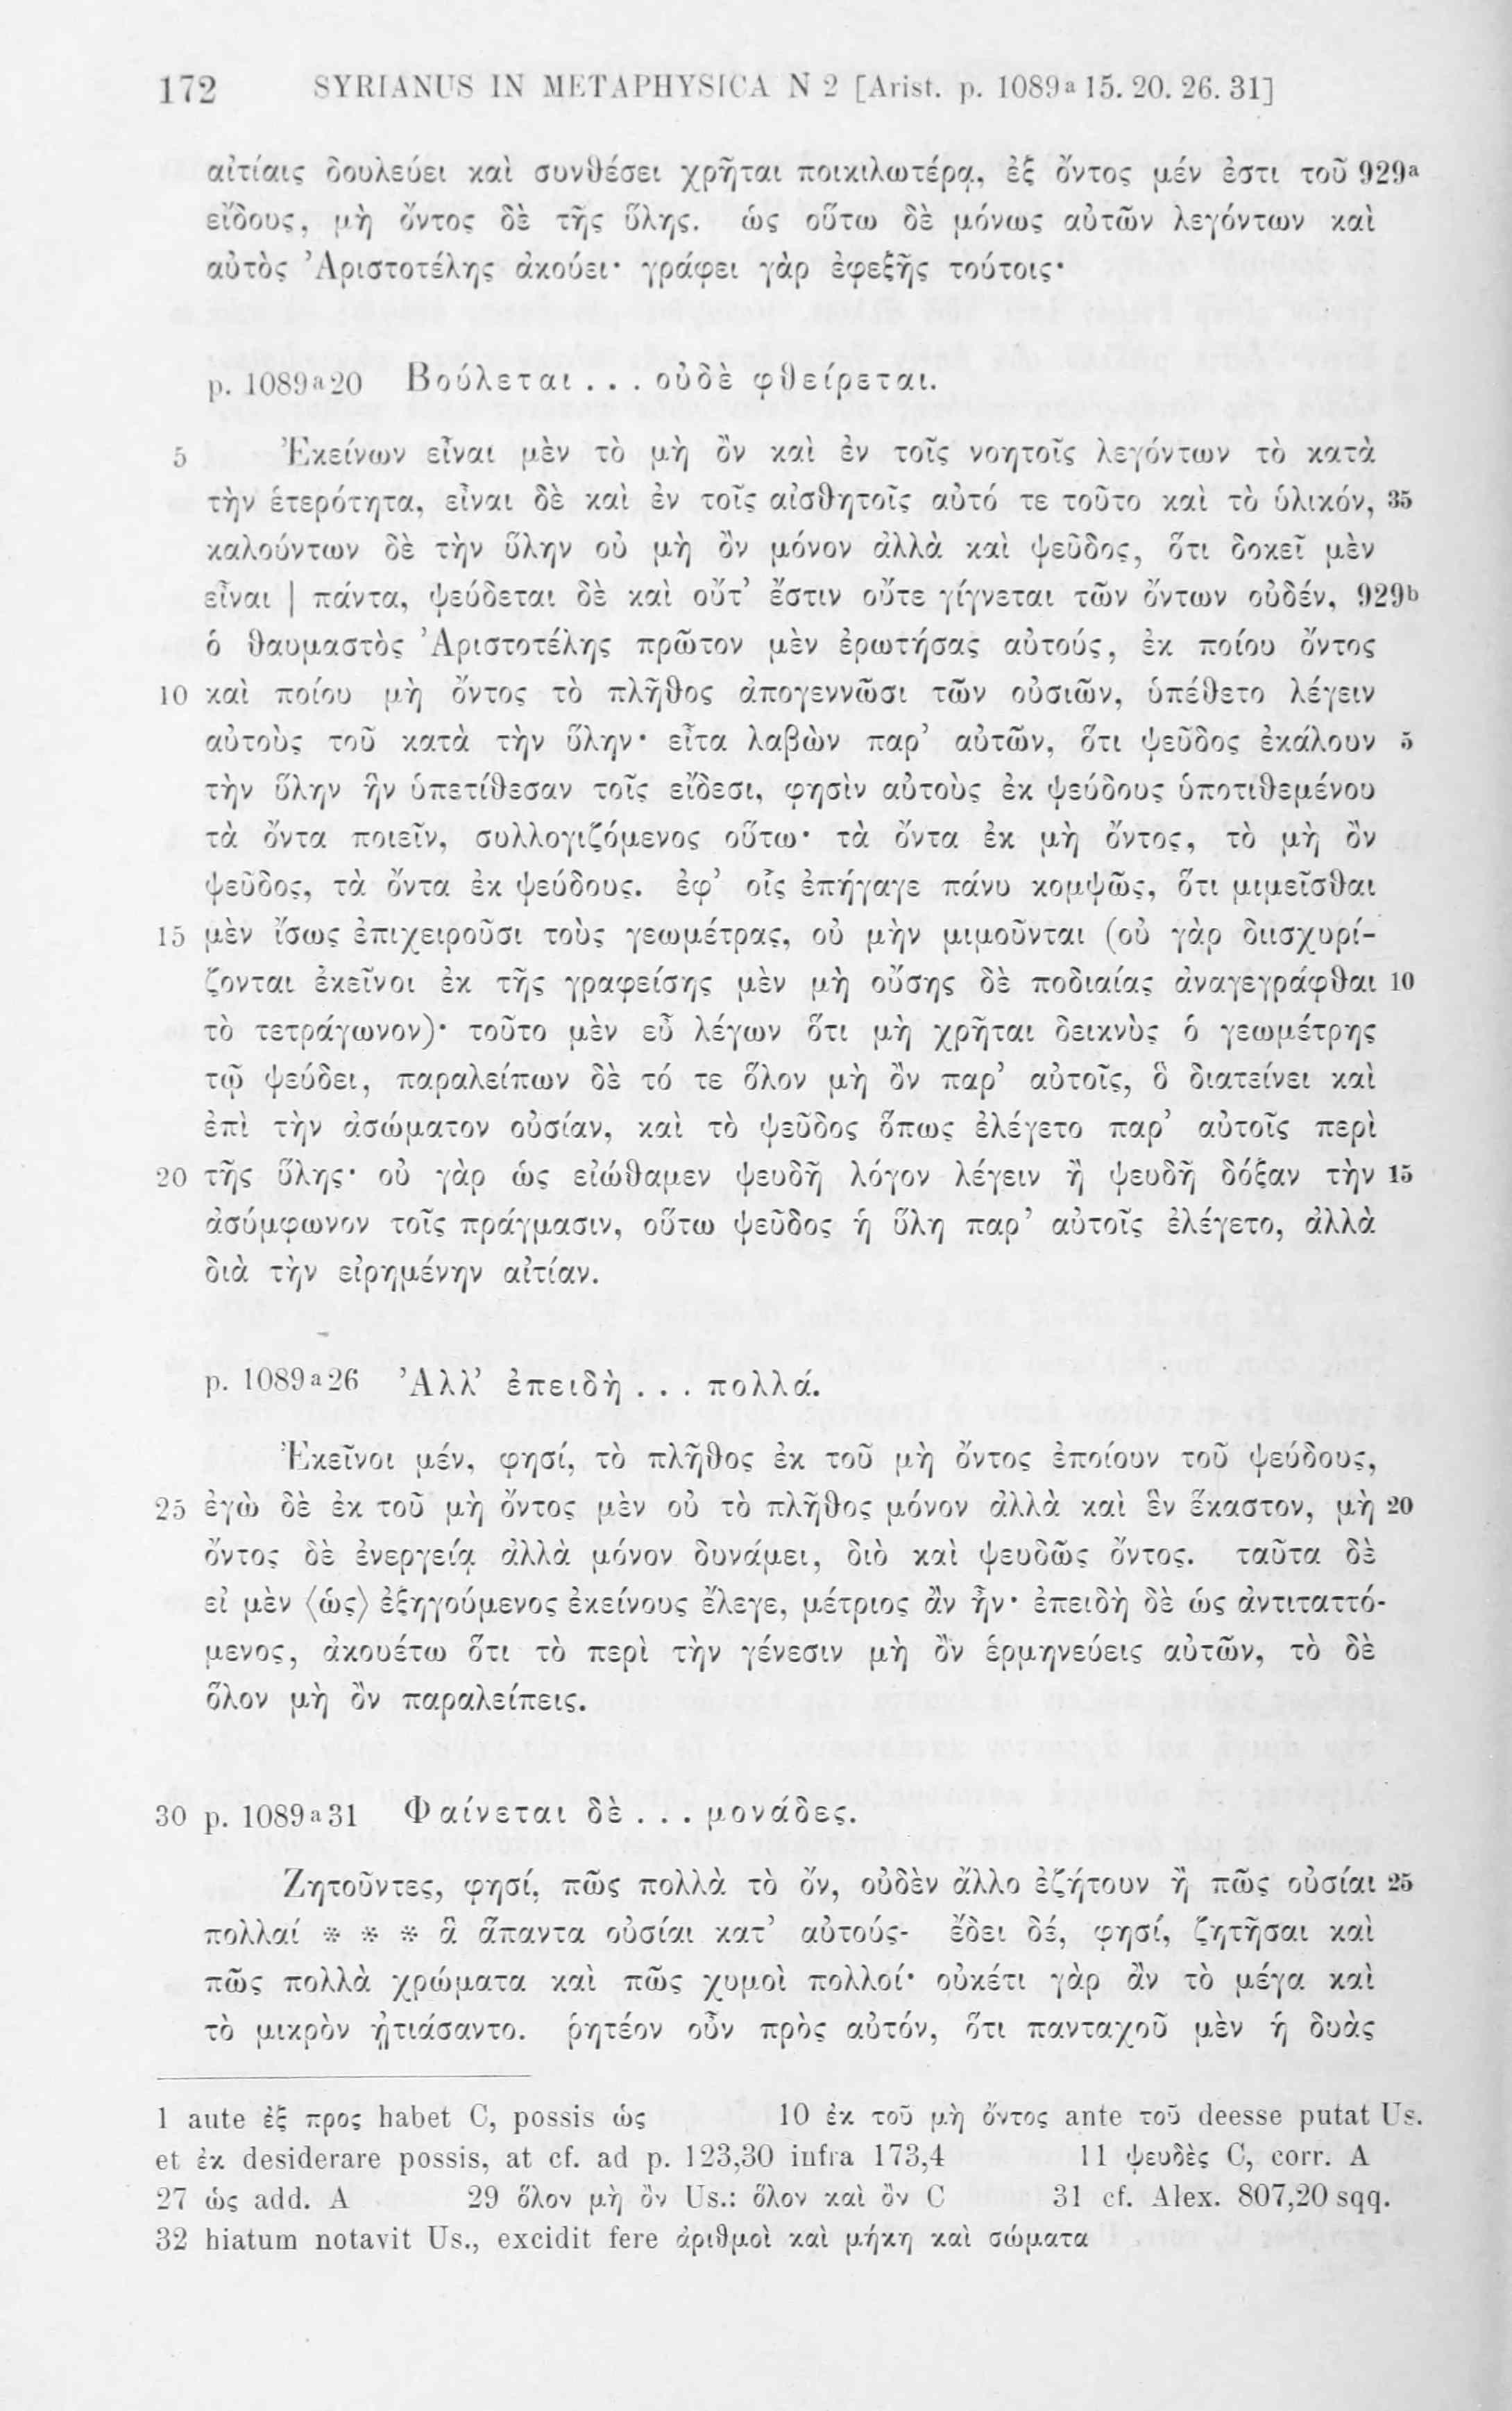 172 SYRIANUS IN METAPHYSICA N 2 [Arist. p. 1089ª 15. 20. 26. 31]
αἰτίαις δουλεύει καὶ συνθέσει χρῆται ποικιλωτέρᾳ, ἐξ ὄντος μέν ἐστι τοῦ 929ª
εἴδους, μὴ ὄντος δὲ τῆς ὕλης. ὡς οὕτω δὲ μόνως αὐτῶν λεγόντων καὶ
αὐτὸς Ἀριστοτέλης ἀκούει· γράφει γὰρ ἐφεξῆς τούτοις·
p. 1089ª20 Βούλεται . . . οὐδὲ φθείρεται.
5 Ἐκείνων εἶναι μὲν τὸ μὴ ὂν καὶ ἐν τοῖς νοητοῖς λεγόντων τὸ κατὰ
τὴν ἑτερότητα, εἶναι δὲ καὶ ἐν τοῖς αἰσθητοῖς αὐτό τε τοῦτο καὶ τὸ ὑλικόν, 35
καλούντων δὲ τὴν ὕλην οὐ μὴ ὂν μόνον ἀλλὰ καὶ ψεῦδος, ὅτι δοκεῖ μὲν
εἶναι | πάντα, ψεύδεται δὲ καὶ οὔτ’ ἔστιν οὔτε γίγνεται τῶν ὄντων οὐδέν, 929ᵇ
ὁ θαυμαστὸς Ἀριστοτέλης πρῶτον μὲν ἐρωτήσας αὐτούς, ἐκ ποίου ὄντος
10 καὶ ποίου μὴ ὄντος τὸ πλῆθος ἀπογεννῶσι τῶν οὐσιῶν, ὑπέθετο λέγειν
αὐτοὺς τοῦ κατὰ τὴν ὕλην· εἶτα λαβὼν παρ’ αὐτῶν, ὅτι ψεῦδος ἐκάλουν 5
τὴν ὕλην ἣν ὑπετίθεσαν τοῖς εἴδεσι, φησὶν αὐτοὺς ἐκ ψεύδους ὑποτιθεμένου
τὰ ὄντα ποιεῖν, συλλογιζόμενος οὕτω· τὰ ὄντα ἐκ μὴ ὄντος, τὸ μὴ ὂν
ψεῦδος, τὰ ὄντα ἐκ ψεύδους. ἐφ’ οἷς ἐπήγαγε πάνυ κομψῶς, ὅτι μιμεῖσθαι
15 μὲν ἴσως ἐπιχειροῦσι τοὺς γεωμέτρας, οὐ μὴν μιμοῦνται (οὐ γὰρ διισχυρί-
ζονται ἐκεῖνοι ἐκ τῆς γραφείσης μὲν μὴ οὔσης δὲ ποδιαίας ἀναγεγράφθαι 10
τὸ τετράγωνον)· τοῦτο μὲν εὖ λέγων ὅτι μὴ χρῆται δεικνὺς ὁ γεωμέτρης
τῷ ψεύδει, παραλείπων δὲ τό τε ὅλον μὴ ὂν παρ’ αὐτοῖς, ὃ διατείνει καὶ
ἐπὶ τὴν ἀσώματον οὐσίαν, καὶ τὸ ψεῦδος ὅπως ἐλέγετο παρ’ αὐτοῖς περὶ
20 τῆς ὕλης· οὐ γὰρ ὡς εἰώθαμεν ψευδῆ λόγον λέγειν ἢ ψευδῆ δόξαν τὴν 15
ἀσύμφωνον τοῖς πράγμασιν, οὕτω ψεῦδος ἡ ὕλη παρ’ αὐτοῖς ἐλέγετο, ἀλλὰ
διὰ τὴν εἰρημένην αἰτίαν.
p. 1089ª26 Ἀλλ’ ἐπειδὴ . . . πολλά.
Ἐκεῖνοι μέν, φησί, τὸ πλῆθος ἐκ τοῦ μὴ ὄντος ἐποίουν τοῦ ψεύδους,
25 ἐγὼ δὲ ἐκ τοῦ μὴ ὄντος μὲν οὐ τὸ πλῆθος μόνον ἀλλὰ καὶ ἓν ἕκαστον, μὴ 20
ὄντος δὲ ἐνεργείᾳ ἀλλὰ μόνον δυνάμει, διὸ καὶ ψευδῶς ὄντος. ταῦτα δὲ
εἰ μὲν ⟨ὡς⟩ ἐξηγούμενος ἐκείνους ἔλεγε, μέτριος ἂν ἦν· ἐπειδὴ δὲ ὡς ἀντιταττό-
μενος, ἀκουέτω ὅτι τὸ περὶ τὴν γένεσιν μὴ ὂν ἑρμηνεύεις αὐτῶν, τὸ δὲ
ὅλον μὴ ὂν παραλείπεις.
30 p. 1089ª31 Φαίνεται δὲ . . . μονάδες.
Ζητοῦντες, φησί, πῶς πολλὰ τὸ ὄν, οὐδὲν ἄλλο ἐζήτουν ἢ πῶς οὐσίαι 25
πολλαί * * * ἃ ἅπαντα οὐσίαι κατ’ αὐτούς· ἔδει δέ, φησί, ζητῆσαι καὶ
πῶς πολλὰ χρώματα καὶ πῶς χυμοὶ πολλοί· οὐκέτι γὰρ ἂν τὸ μέγα καὶ
τὸ μικρὸν ᾐτιάσαντο. ῥητέον οὖν πρὸς αὐτόν, ὅτι πανταχοῦ μὲν ἡ δυὰς
1 ante ἐξ προς habet C, possis ὡς 10 ἐκ τοῦ μὴ ὄντος ante τοῦ deesse putat Us.
et ἐκ desiderare possis, at cf. ad p. 123,30 infra 173,4 11 ψευδὲς C, corr. A
27 ὡς add. A 29 ὅλον μὴ ὂν Us.: ὅλον καὶ ὂν C 31 cf. Alex. 807,20 sqq.
32 hiatum notavit Us., excidit fere ἀριθμοὶ καὶ μήκη καὶ σώματα